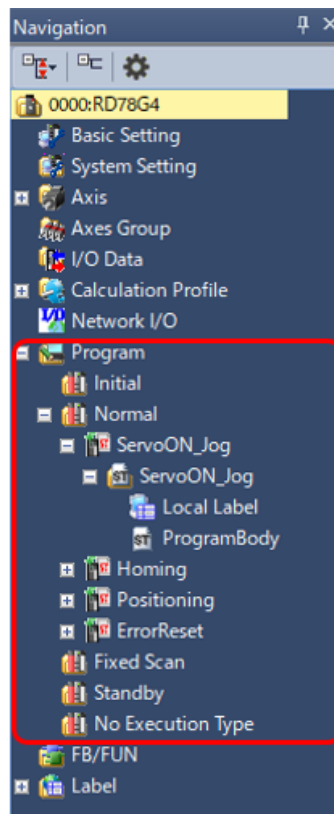 Navigation
0000:RD78G4
Basic Setting
System Setting
Axis
Axes Group
I/O Data
Calculation Profile
Network I/O
Program
Initial
Normal
ServoON_Jog
ServoON_Jog
Local Label
ProgramBody
Homing
Positioning
ErrorReset
Fixed Scan
Standby
No Execution Type
FB/FUN
Label